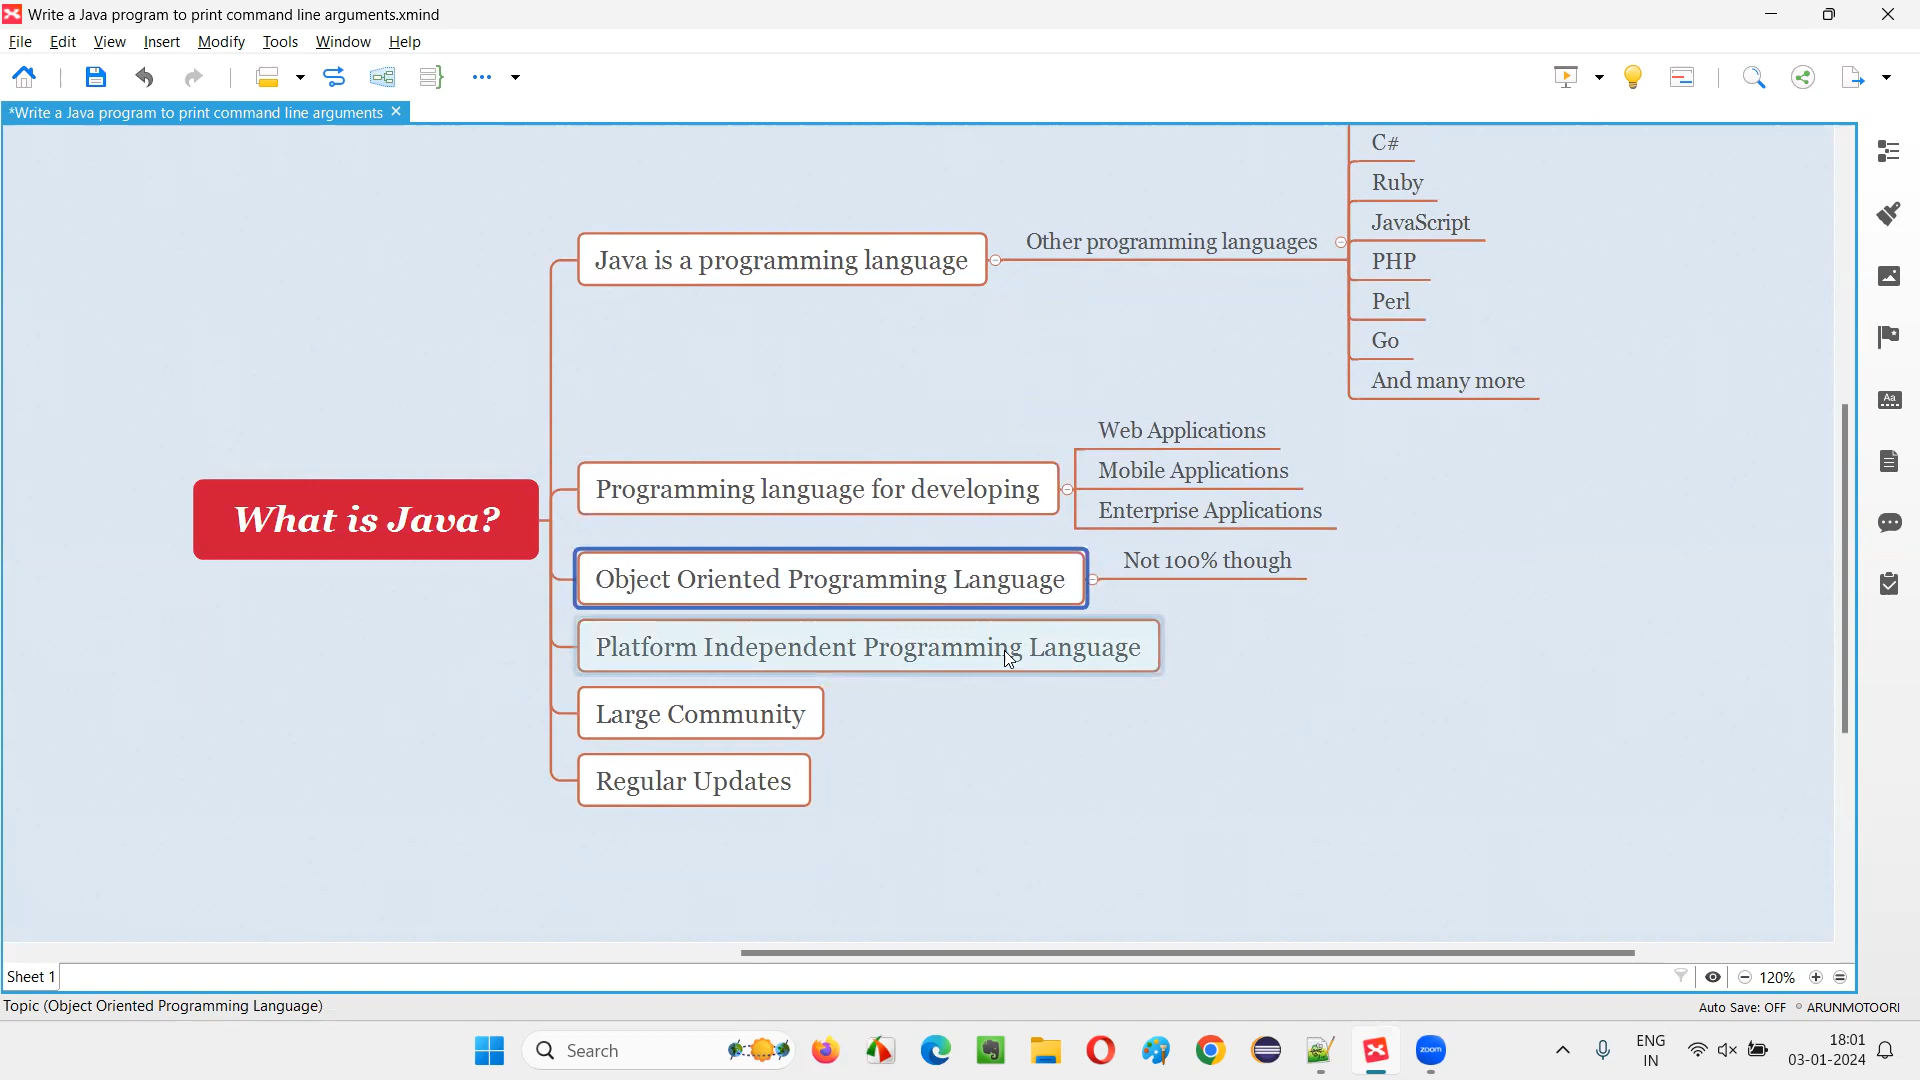 Write a Java program to print command line arguments.xmind
File Edit View Insert Modify Tools Window Help
*Write a Java program to print command line arguments
C#
Ruby
JavaScript
PHP
Perl
Go
And many more
Java is a programming language
Other programming languages
Web Applications
Mobile Applications
Enterprise Applications
Programming language for developing
What is Java?
Not 100% though
Object Oriented Programming Language
Platform Independent Programming Language
Large Community
Regular Updates
Aa
Sheet 1
120%
Topic (Object Oriented Programming Language)
Auto Save: OFF
ARUNMOTOORI
Search
zoom
ENG
IN
18:01
03-01-2024